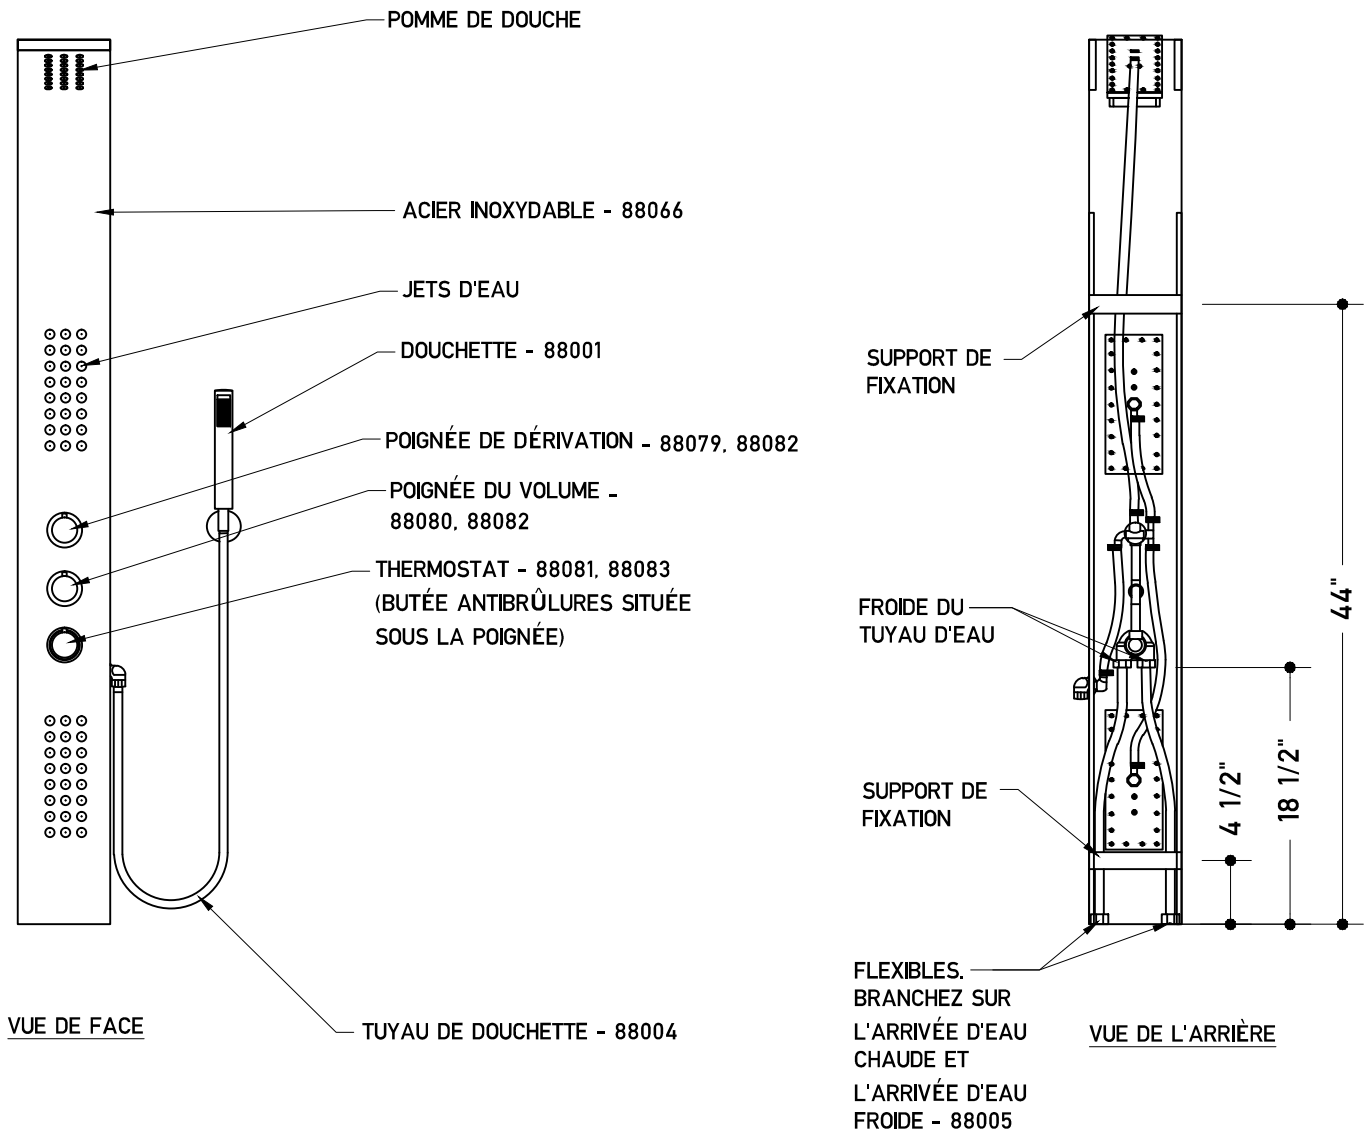 POMME DE DOUCHE
ACIER INOXYDABLE - 88066
JETS D'EAU
DOUCHETTE - 88001
POIGNÉE DE DÉRIVATION - 88079, 88082
POIGNÉE DU VOLUME -
88080, 88082
THERMOSTAT - 88081, 88083
(BUTÉE ANTIBRÛLURES SITUÉE
SOUS LA POIGNÉE)
TUYAU DE DOUCHETTE - 88004
VUE DE FACE
SUPPORT DE
FIXATION
FROIDE DU
TUYAU D'EAU
SUPPORT DE
FIXATION
44"
18 1/2"
4 1/2"
FLEXIBLES.
BRANCHEZ SUR
L'ARRIVÉE D'EAU
CHAUDE ET
L'ARRIVÉE D'EAU
FROIDE - 88005
VUE DE L'ARRIÈRE